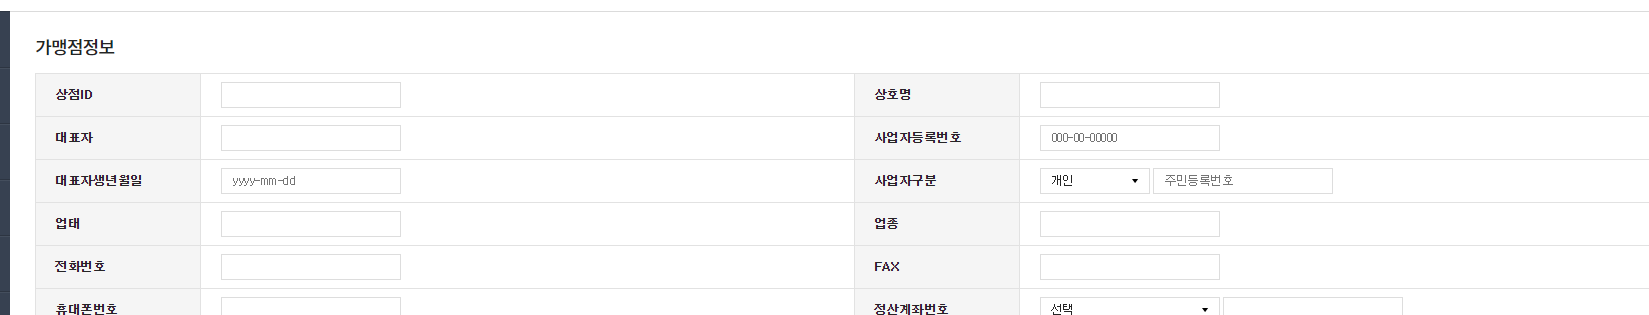 가맹점정보
상점ID 상호명
대표자 사업자등록번호 000-00-00000
대표자생년월일 yyyy-mm-dd 사업자구분 개인 주민등록번호
업태 업종
전화번호 FAX
휴대폰번호 정산계좌번호 선택